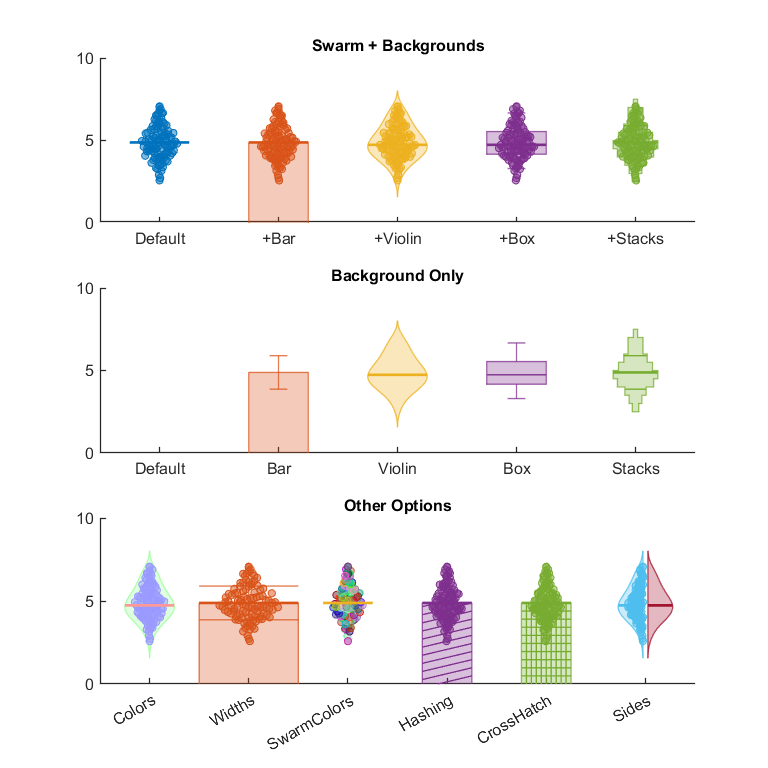 Swarm + Backgrounds
10
5
0
Default +Bar +Violin +Box +Stacks
Background Only
10
5
0
Default Bar Violin Box Stacks
Other Options
10
5
0
Colors Widths SwarmColors Hashing CrossHatch Sides